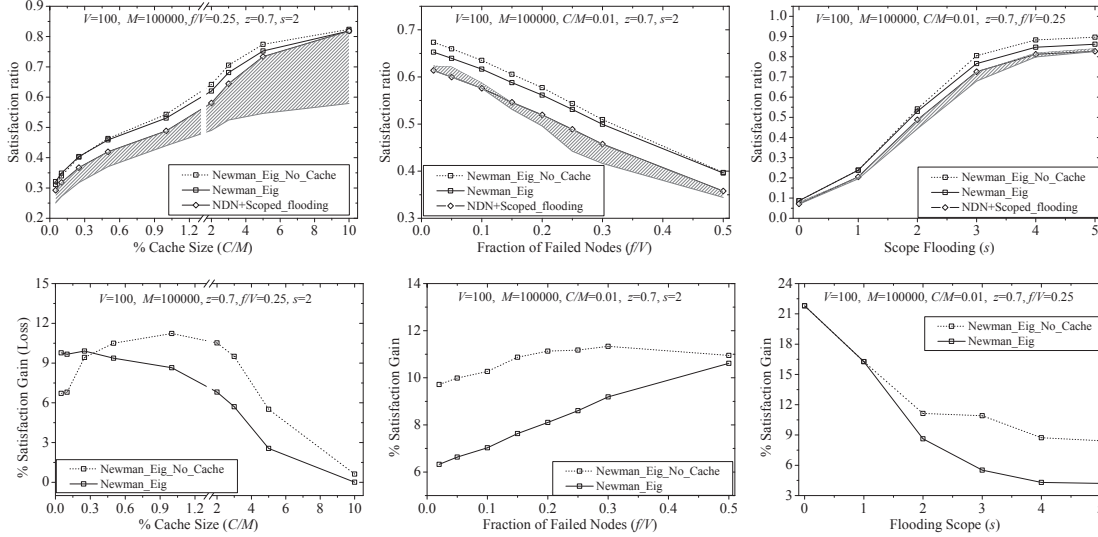 V=100, M=100000, f/V=0.25, z=0.7, s=2
Satisfaction ratio
0.9
0.8
0.7
0.6
0.5
0.4
0.3
0.2
Newman_Eig_No_Cache
Newman_Eig
NDN+Scoped_flooding
0.0 0.3 0.6 0.9 1.2 2 4 6 8 10
% Cache Size (C/M)
V=100, M=100000, C/M=0.01, z=0.7, s=2
Satisfaction Ratio
0.7
0.6
0.5
0.4
0.3
Newman_Eig_No_Cache
Newman_Eig
NDN+Scoped_flooding
0.0 0.1 0.2 0.3 0.4 0.5
Fraction of Failed Nodes (f/V)
V=100, M=100000, C/M=0.01, z=0.7, f/V=0.25
Satisfaction ratio
1.0
0.9
0.8
0.7
0.6
0.5
0.4
0.3
0.2
0.1
0.0
Newman_Eig_No_Cache
Newman_Eig
NDN+Scoped_flooding
0 1 2 3 4 5
Scope Flooding (s)
V=100, M=100000, z=0.7, f/V=0.25, s=2
% Satisfaction Gain (Loss)
15
12
9
6
3
0
Newman_Eig_No_Cache
Newman_Eig
0.0 0.3 0.6 0.9 1.2 2 4 6 8 10
% Cache Size (C/M)
V=100, M=100000, C/M=0.01, z=0.7, s=2
% Satisfaction Gain
14
12
10
8
6
4
Newman_Eig_No_Cache
Newman_Eig
0.0 0.1 0.2 0.3 0.4 0.5
Fraction of Failed Nodes (f/V)
V=100, M=100000, C/M=0.01, z=0.7, f/V=0.25
% Satisfaction Gain
24
21
18
15
12
9
6
3
Newman_Eig_No_Cache
Newman_Eig
0 1 2 3 4 5
Flooding Scope (s)